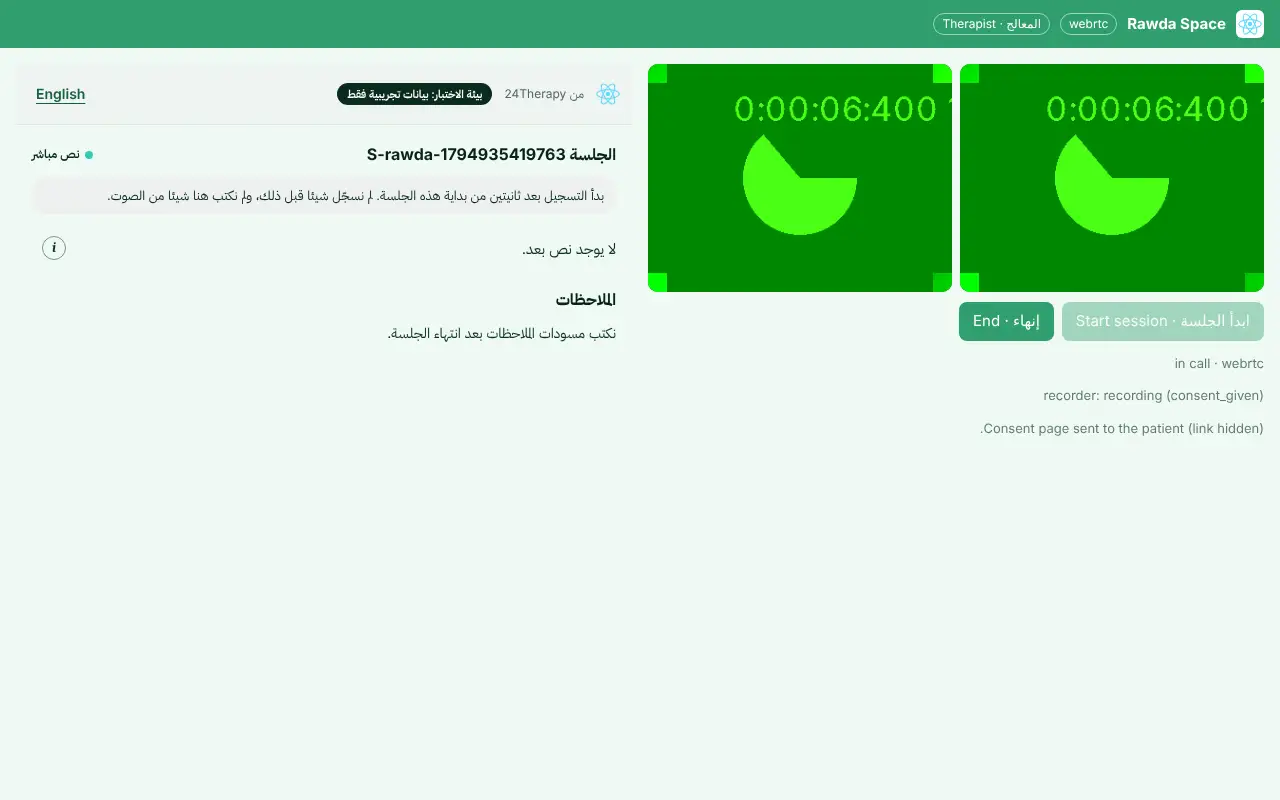 Rawda Space
webrtc
Therapist · المعالج
0:00:06:400
0:00:06:400
ابدأ الجلسة · Start session
إنهاء · End
in call · webrtc
recorder: recording (consent_given)
Consent page sent to the patient (link hidden).
من 24Therapy
بيئة الاختبار: بيانات تجريبية فقط
English
الجلسة S-rawda-1794935419763
نص مباشر
بدأ التسجيل بعد ثانيتين من بداية هذه الجلسة. لم نسجّل شيئا قبل ذلك، ولم نكتب هنا شيئا من الصوت.
لا يوجد نص بعد.
i
الملاحظات
نكتب مسودات الملاحظات بعد انتهاء الجلسة.